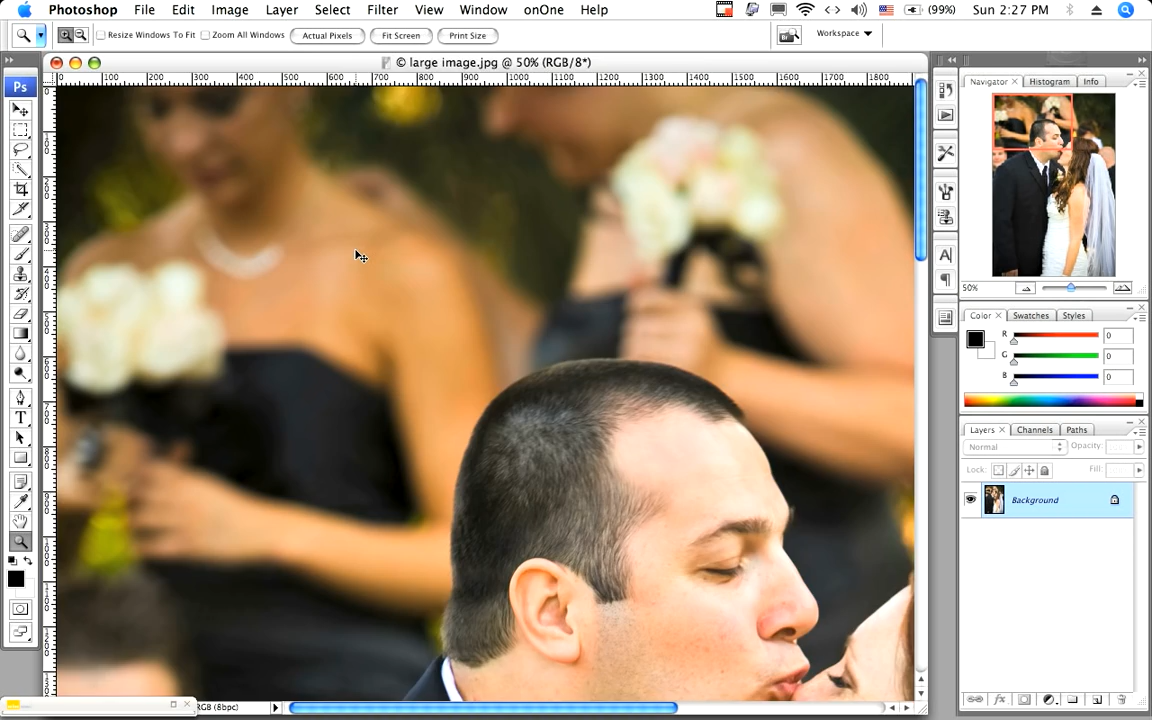 Photoshop File Edit Image Layer Select Filter View Window onOne Help (99%) Sun 2:27 PM
Resize Windows To Fit Zoom All Windows Actual Pixels Fit Screen Print Size Workspace
© large image.jpg @ 50% (RGB/8*)
0 100 200 300 400 500 600 700 800 900 1000 1100 1200 1300 1400 1500 1600 1700 1800
Ps
T
Navigator Histogram Info
50%
Color Swatches Styles
R 0
G 0
B 0
Layers Channels Paths
Normal Opacity:
Lock: Fill:
Background
RGB (8bpc)